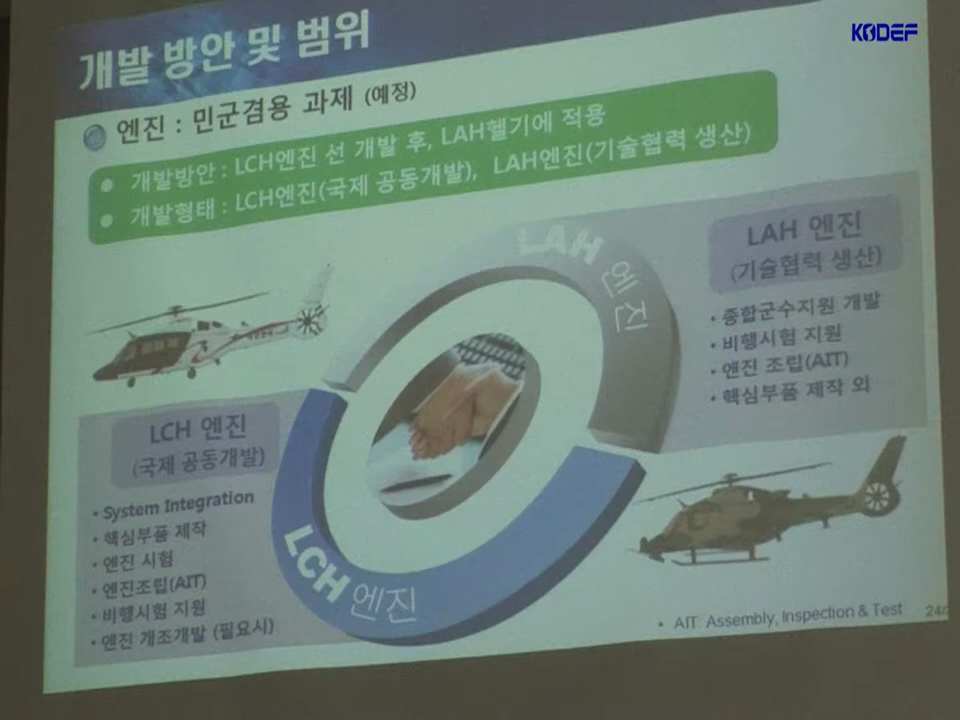 KODEF
개발 방안 및 범위
엔진 : 민군겸용 과제 (예정)
• 개발방안 : LCH엔진 선 개발 후, LAH헬기에 적용
• 개발형태 : LCH엔진(국제 공동개발), LAH엔진(기술협력 생산)
LAH 엔진
LAH 엔진
(기술협력 생산)
• 종합군수지원 개발
• 비행시험 지원
• 엔진 조립(AIT)
• 핵심부품 제작 외
LCH 엔진
(국제 공동개발)
• System Integration
• 핵심부품 제작
• 엔진 시험
• 엔진조립(AIT)
• 비행시험 지원
• 엔진 개조개발 (필요시)
LCH 엔진
• AIT Assembly, Inspection & Test